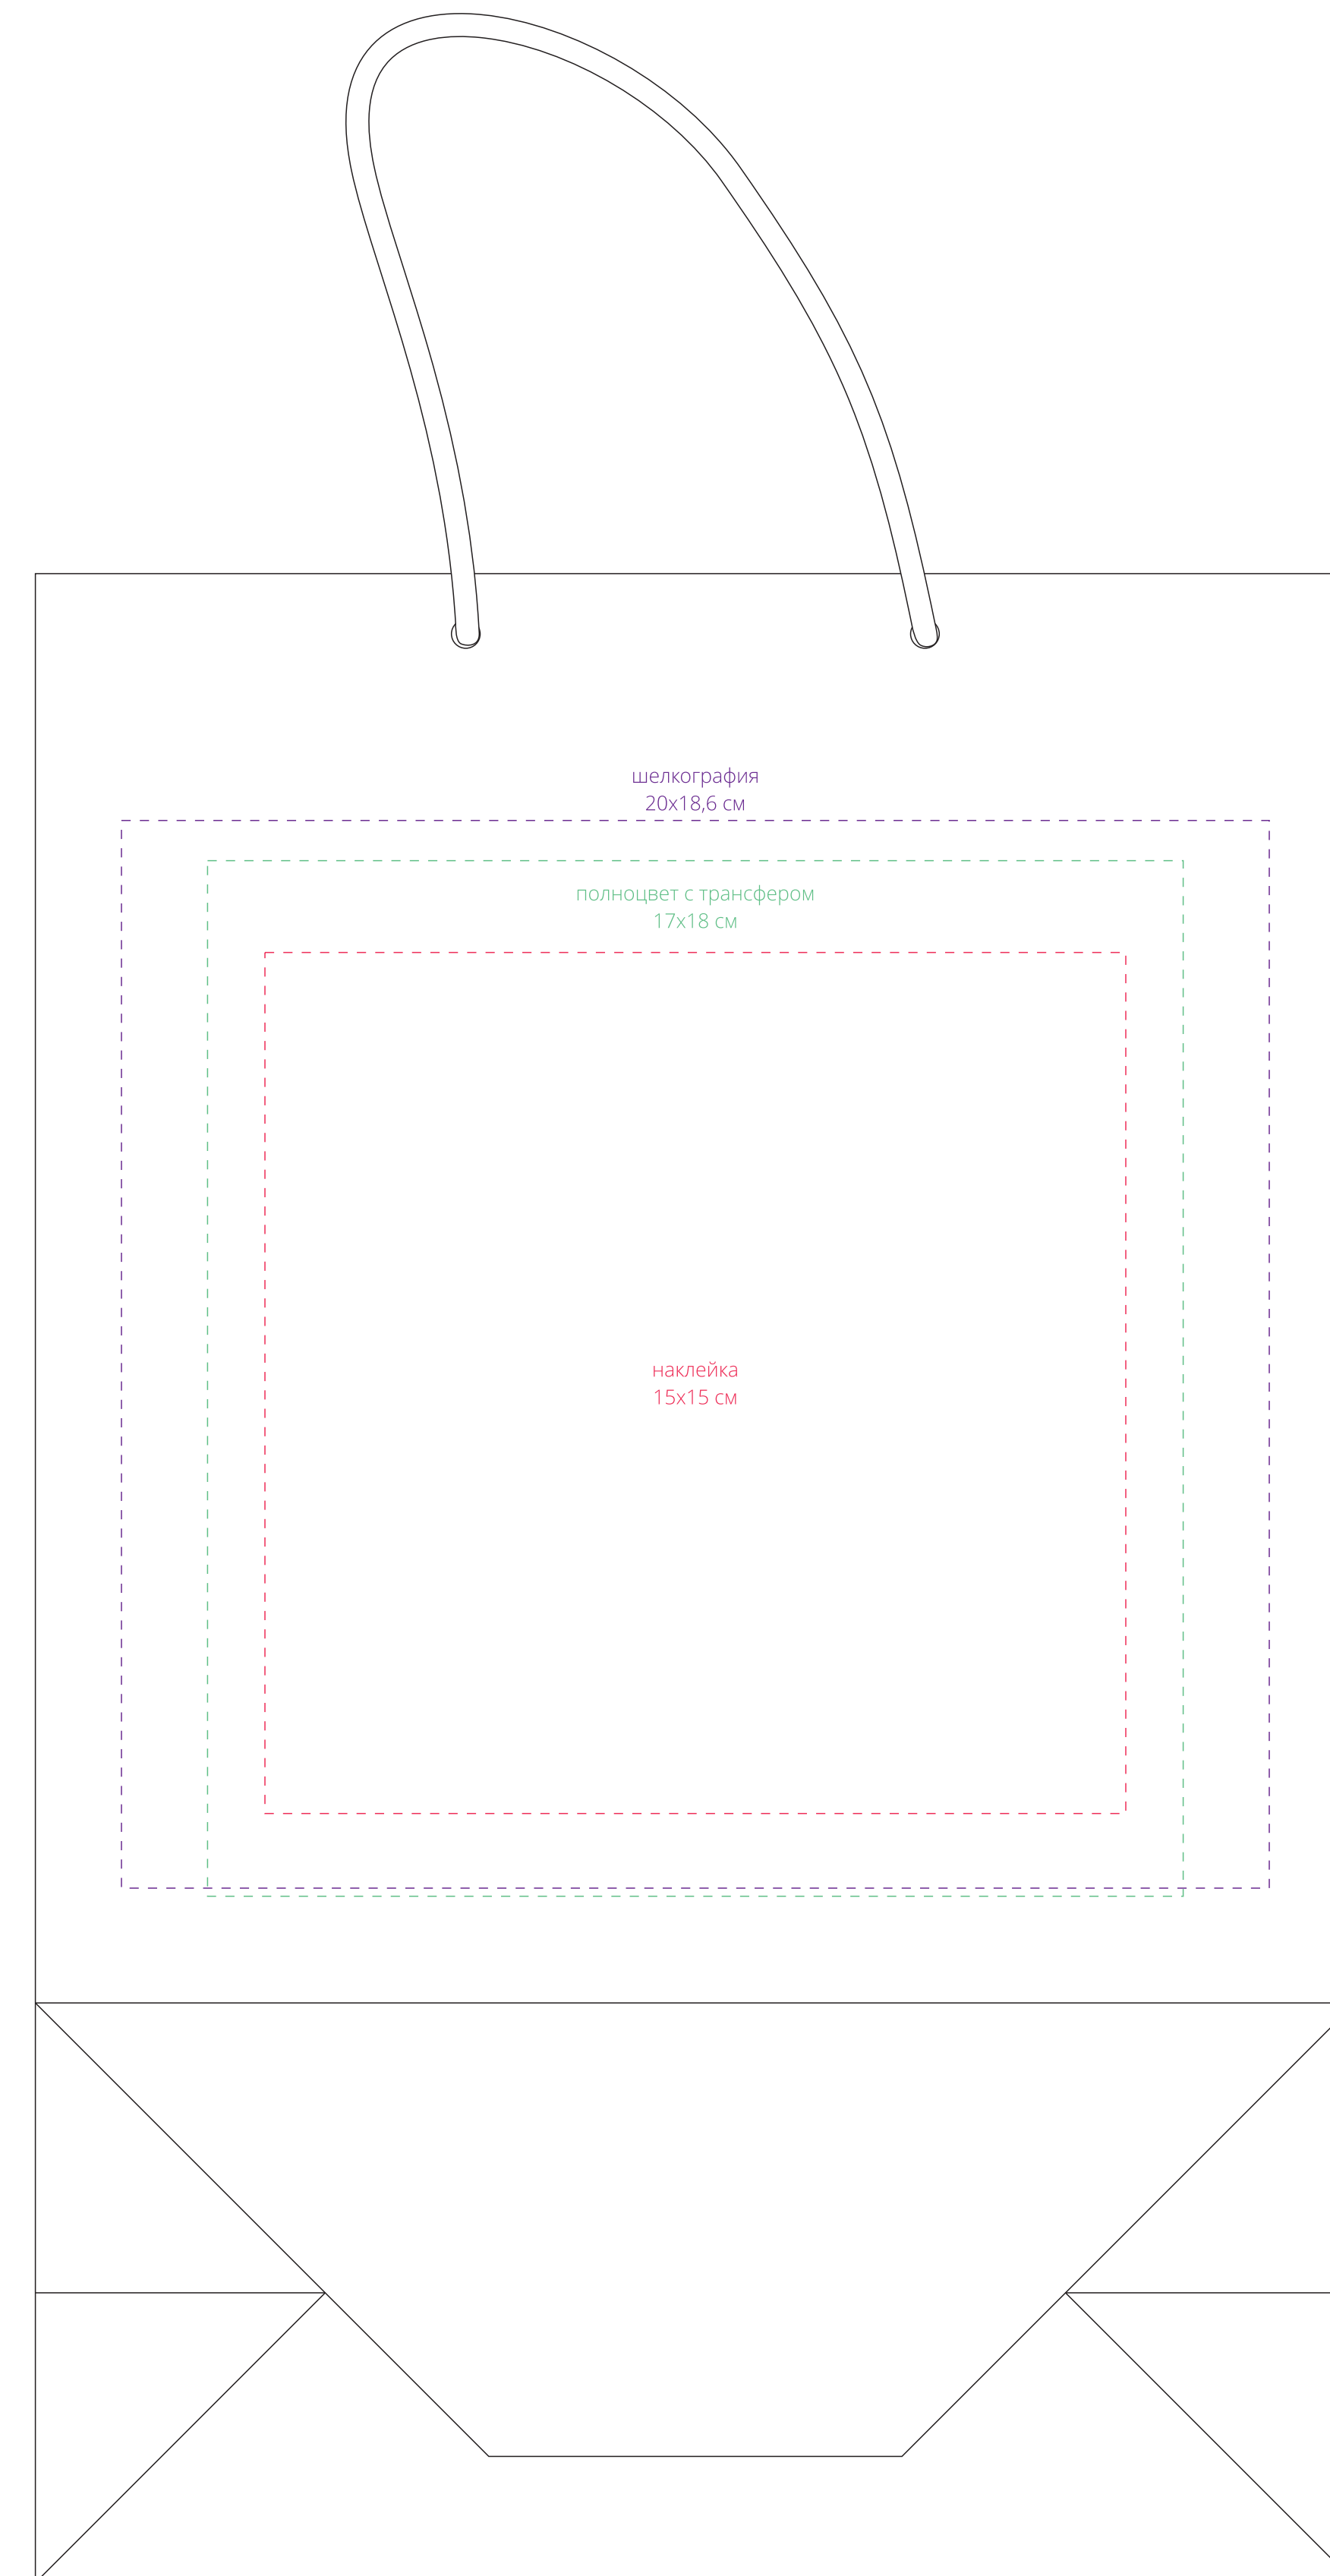 шелкография
20х18,6 см
полноцвет с трансфером
17х18 см
наклейка
15х15 см